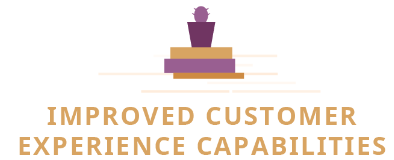 IMPROVED CUSTOMER
EXPERIENCE CAPABILITIES